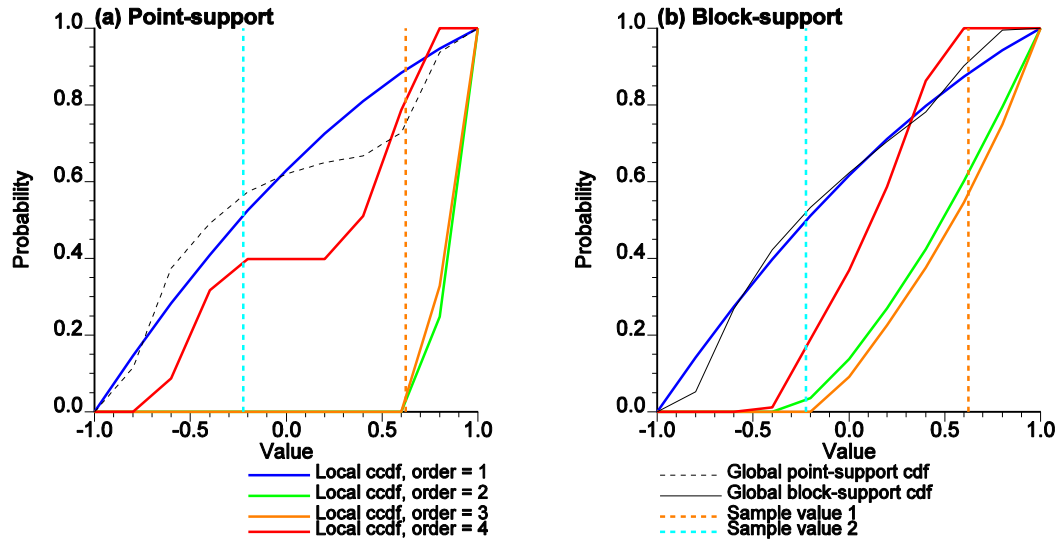 (a) Point-support
(b) Block-support
1.0
0.8
0.6
0.4
0.2
0.0
Probability
-1.0 -0.5 0.0 0.5 1.0
Value
1.0
0.8
0.6
0.4
0.2
0.0
Probability
-1.0 -0.5 0.0 0.5 1.0
Value
Local ccdf, order = 1
Local ccdf, order = 2
Local ccdf, order = 3
Local ccdf, order = 4
Global point-support cdf
Global block-support cdf
Sample value 1
Sample value 2